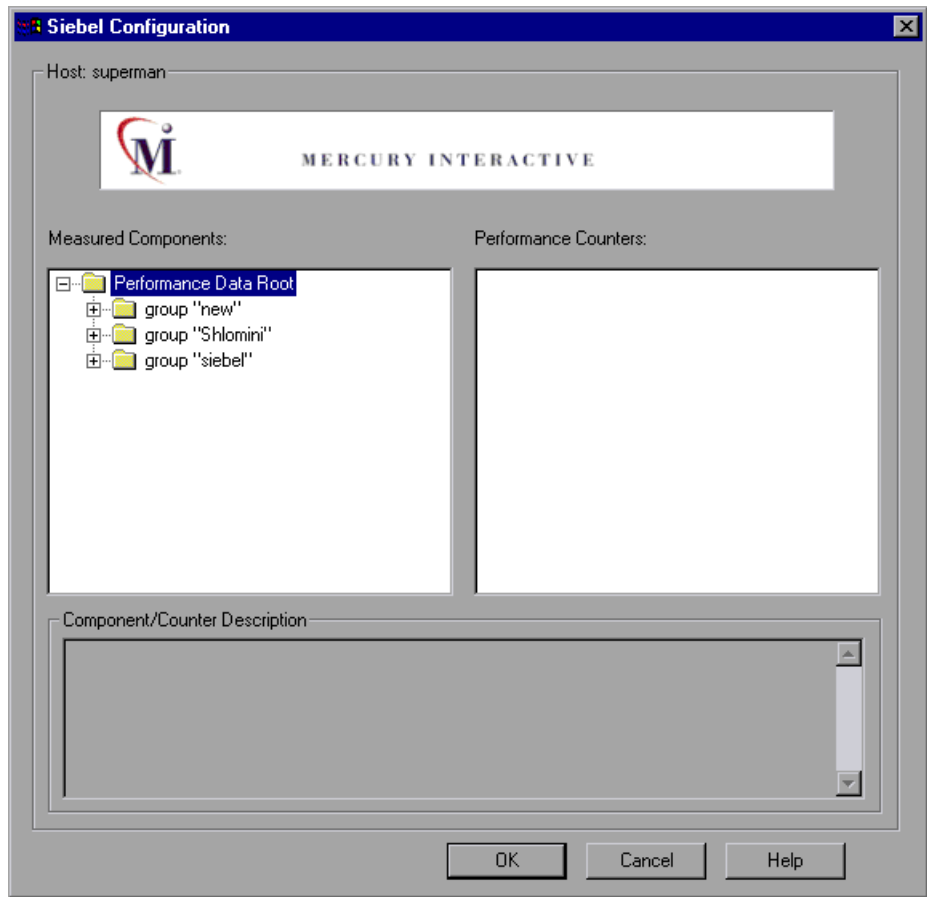 Siebel Configuration
Host: superman
M
MERCURY INTERACTIVE
Measured Components:
Performance Counters:
Performance Data Root
group "new"
group "Shlomini"
group "siebel"
Component/Counter Description
OK
Cancel
Help